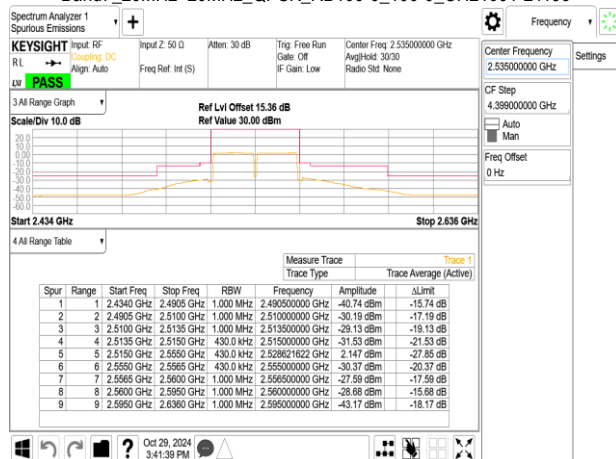 Spectrum Analyzer 1
Spurious Emissions
Frequency
KEYSIGHT
Input: RF
Coupling: DC
Align: Auto
Input Z: 50 Ω
Freq Ref: Int (S)
Atten: 30 dB
Trig: Free Run
Gate: Off
IF Gain: Low
Center Freq: 2.535000000 GHz
Avg|Hold: 30/30
Radio Std: None
RL
LXI
PASS
Center Frequency
2.535000000 GHz
Settings
CF Step
4.399000000 GHz
Auto
Man
Freq Offset
0 Hz
3 All Range Graph
Scale/Div 10.0 dB
Ref Lvl Offset 15.36 dB
Ref Value 30.00 dBm
20.0
10.0
0.00
-10.0
-20.0
-30.0
-40.0
-50.0
-60.0
Start 2.434 GHz
Stop 2.636 GHz
4 All Range Table
Measure Trace Trace 1
Trace Type Trace Average (Active)
Spur Range Start Freq Stop Freq RBW Frequency Amplitude ΔLimit
1 1 2.4340 GHz 2.4905 GHz 1.000 MHz 2.490500000 GHz -40.74 dBm -15.74 dB
2 2 2.4905 GHz 2.5100 GHz 1.000 MHz 2.510000000 GHz -30.19 dBm -17.19 dB
3 3 2.5100 GHz 2.5135 GHz 1.000 MHz 2.513500000 GHz -29.13 dBm -19.13 dB
4 4 2.5135 GHz 2.5150 GHz 430.0 kHz 2.515000000 GHz -31.53 dBm -21.53 dB
5 5 2.5150 GHz 2.5550 GHz 430.0 kHz 2.528621622 GHz 2.147 dBm -27.85 dB
6 6 2.5550 GHz 2.5565 GHz 430.0 kHz 2.555000000 GHz -30.37 dBm -20.37 dB
7 7 2.5565 GHz 2.5600 GHz 1.000 MHz 2.556500000 GHz -27.59 dBm -17.59 dB
8 8 2.5600 GHz 2.5950 GHz 1.000 MHz 2.560000000 GHz -28.68 dBm -15.68 dB
9 9 2.5950 GHz 2.6360 GHz 1.000 MHz 2.595000000 GHz -43.17 dBm -18.17 dB
?
Oct 29, 2024
3:41:39 PM